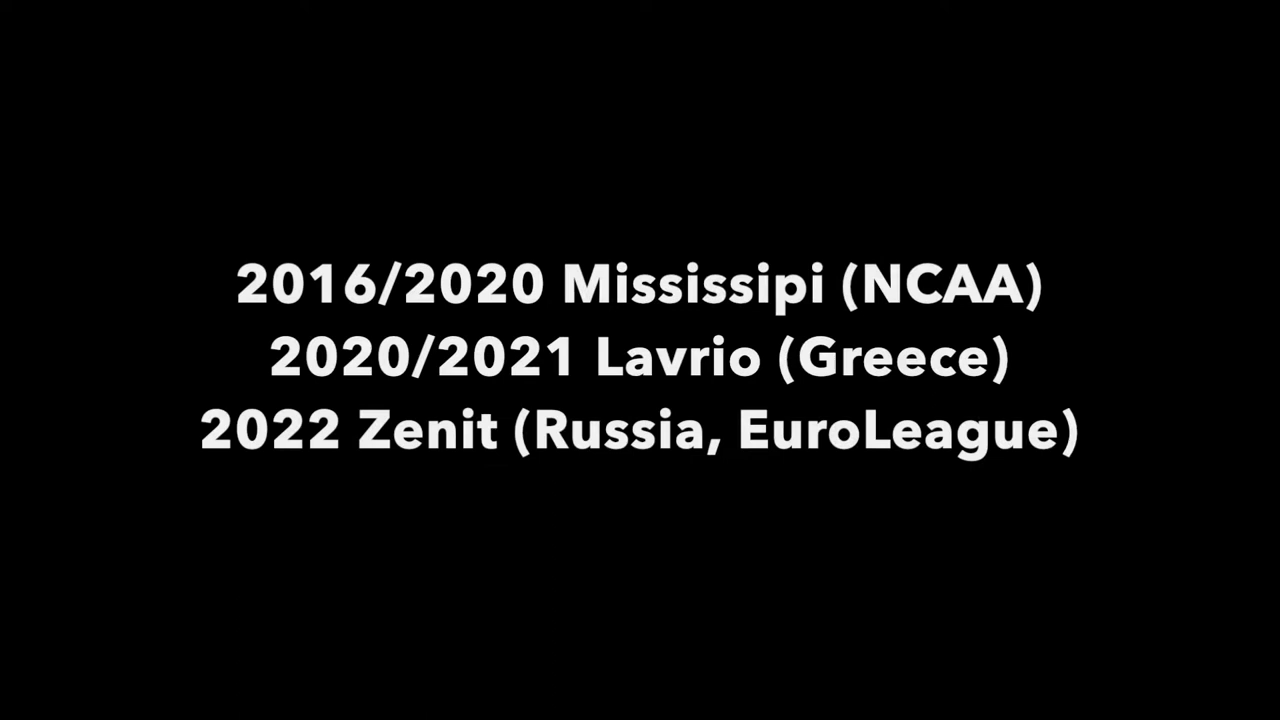 2016/2020 Mississipi (NCAA)
2020/2021 Lavrio (Greece)
2022 Zenit (Russia, EuroLeague)